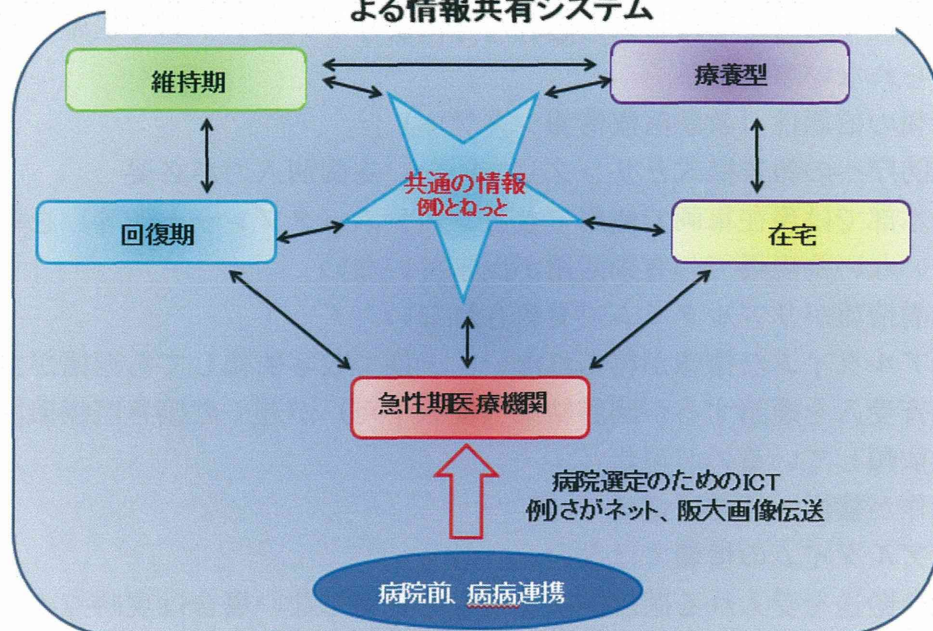 よる情報共有システム
維持期
療養型
共通の情報
例)とねっと
回復期
在宅
急性期医療機関
病院選定のためのICT
例)さがネット、阪大画像伝送
病院前、病病連携